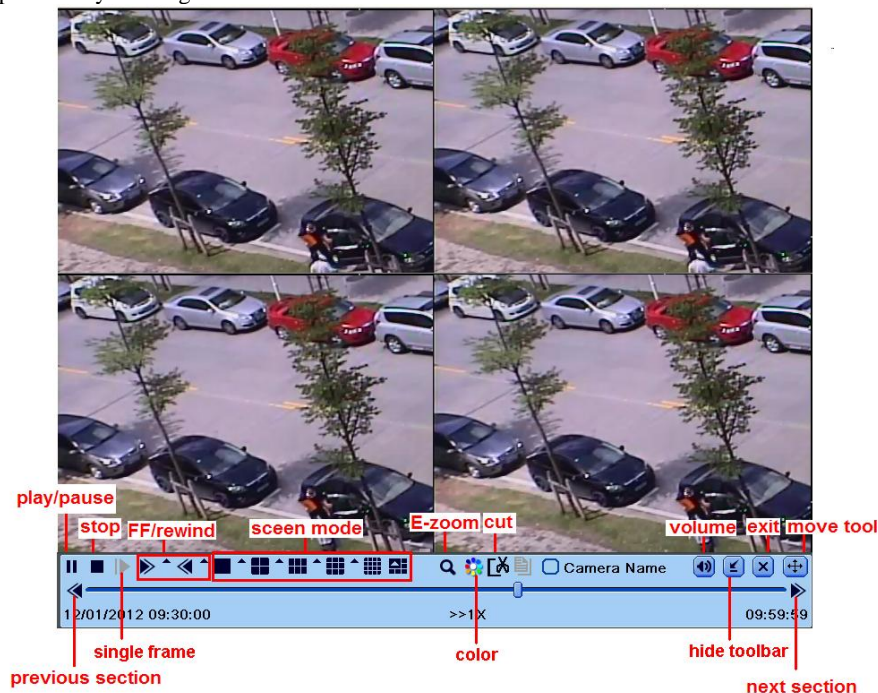 play/pause
stop
FF/rewind
sceen mode
E-zoom
cut
volume
exit
move tool
Camera Name
12/01/2012 09:30:00
>>1X
09:59:59
single frame
color
hide toolbar
previous section
next section